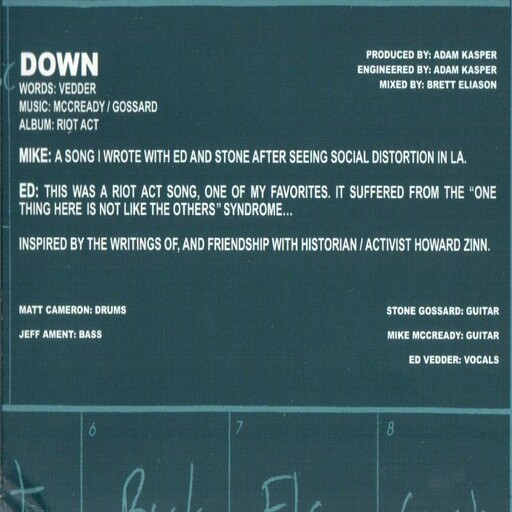 DOWN
WORDS: VEDDER
MUSIC: MCCREADY / GOSSARD
ALBUM: RIOT ACT
PRODUCED BY: ADAM KASPER
ENGINEERED BY: ADAM KASPER
MIXED BY: BRETT ELIASON
MIKE: A SONG I WROTE WITH ED AND STONE AFTER SEEING SOCIAL DISTORTION IN LA.
ED: THIS WAS A RIOT ACT SONG, ONE OF MY FAVORITES. IT SUFFERED FROM THE “ONE
THING HERE IS NOT LIKE THE OTHERS” SYNDROME...
INSPIRED BY THE WRITINGS OF, AND FRIENDSHIP WITH HISTORIAN / ACTIVIST HOWARD ZINN.
MATT CAMERON: DRUMS
JEFF AMENT: BASS
STONE GOSSARD: GUITAR
MIKE MCCREADY: GUITAR
ED VEDDER: VOCALS
6 7 8